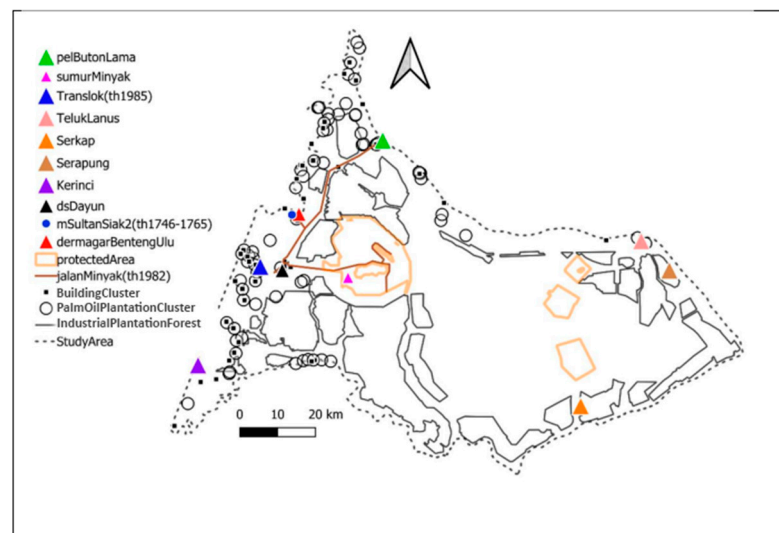 pelButonLama
sumurMinyak
Translok(th1985)
TelukLanus
Serkap
Serapung
Kerinci
dsDayun
mSultanSiak2(th1746-1765)
dermagarBentengUlu
protectedArea
jalanMinyak(th1982)
BuildingCluster
PalmOilPlantationCluster
IndustrialPlantationForest
StudyArea
0 10 20 km